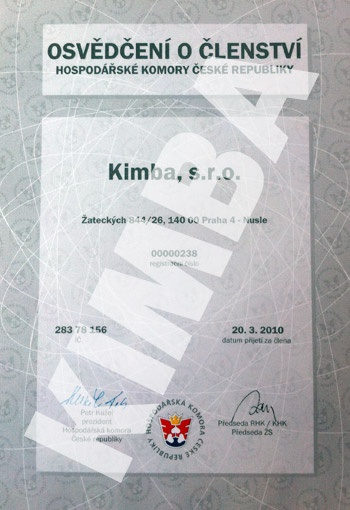 OSVĚDČENÍ O ČLENSTVÍ
HOSPODÁŘSKÉ KOMORY ČESKÉ REPUBLIKY
Kimba, s.r.o.
Žateckých 844/26, 140 00 Praha 4 - Nusle
00000238
registrační číslo
283 78 156
IČ
20. 3. 2010
datum přijetí za člena
Petr Kužel
prezident
Hospodářská komora
České republiky
HOSPODÁŘSKÁ KOMORA ČESKÉ REPUBLIKY
Předseda RHK / KHK
Předseda ŽS
KIMBA